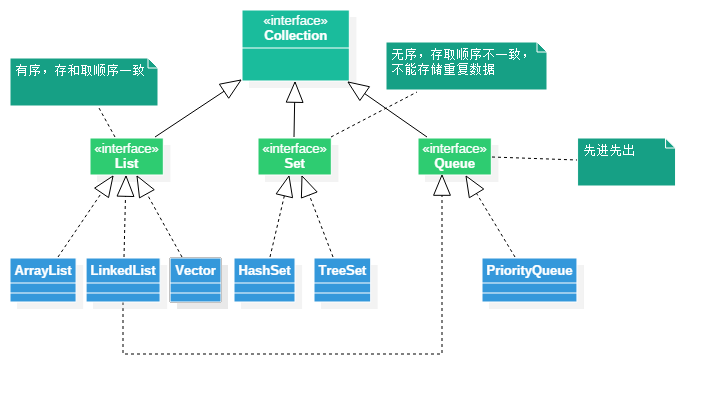 «interface»
Collection
有序，存和取顺序一致
无序，存取顺序不一致，
不能存储重复数据
«interface»
List
«interface»
Set
«interface»
Queue
先进先出
ArrayList
LinkedList
Vector
HashSet
TreeSet
PriorityQueue